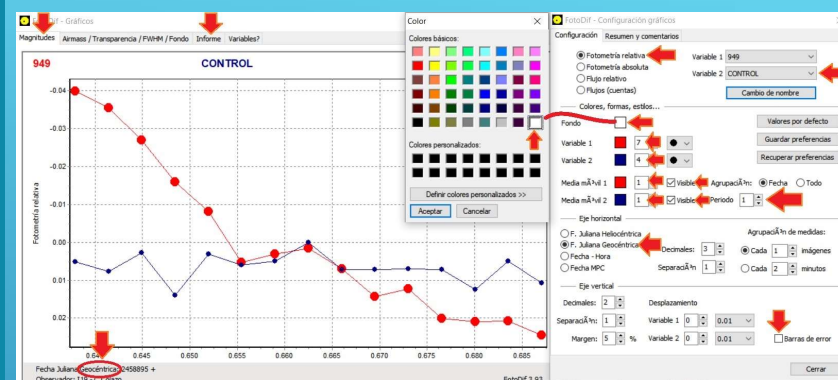 FotoDif - Gráficos
Magnitudes Airmass / Transparencia / FWHM / Fondo Informe Variables?
949 CONTROL
-0.04
-0.03
-0.02
-0.01
0.00
0.01
0.02
Fotometría relativa
0.645 0.650 0.655 0.660 0.665 0.670 0.675 0.680 0.685
Fecha Juliana Geocéntrica: 2458895 +
FotoDif 3.93
Color
Colores básicos:
Colores personalizados:
Definir colores personalizados >>
Aceptar Cancelar
FotoDif - Configuración gráficos
Configuración Resumen y comentarios
Fotometría relativa Variable 1 949
Fotometría absoluta Variable 2 CONTROL
Flujo relativo
Flujos (cuentas) Cambio de nombre
Colores, formas, estilos...
Fondo Valores por defecto
Variable 1 7 Guardar preferencias
Variable 2 4 Recuperar preferencias
Media mÃ³vil 1 1 Visible AgrupaciÃ³n: Fecha Todo
Media mÃ³vil 2 1 Visible Periodo 1
Eje horizontal
F. Juliana Heliocéntrica AgrupaciÃ³n de medidas:
F. Juliana Geocéntrica Decimales: 3 Cada 1 imágenes
Fecha - Hora
Fecha MPC SeparaciÃ³n 1 Cada 2 minutos
Eje vertical
Decimales: 2 Desplazamiento
SeparaciÃ³n: 1 Variable 1 0 0.01
Margen: 5 % Variable 2 0 0.01 Barras de error
Cerrar